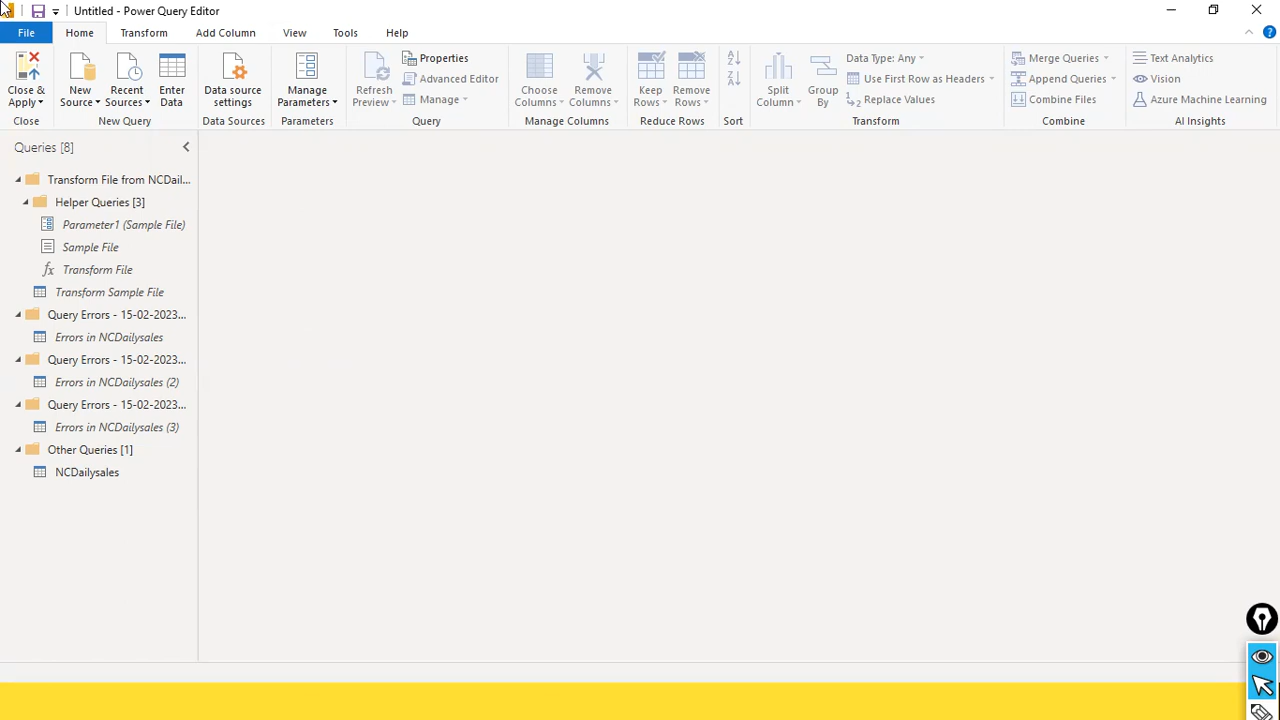 Untitled - Power Query Editor
File Home Transform Add Column View Tools Help
Close & Apply
Close
New Source
Recent Sources
Enter Data
New Query
Data source settings
Data Sources
Manage Parameters
Parameters
Refresh Preview
Properties
Advanced Editor
Manage
Query
Choose Columns
Remove Columns
Manage Columns
Keep Rows
Remove Rows
Reduce Rows
Sort
Split Column
Group By
Data Type: Any
Use First Row as Headers
Replace Values
Transform
Merge Queries
Append Queries
Combine Files
Combine
Text Analytics
Vision
Azure Machine Learning
AI Insights
Queries [8]
Transform File from NCDail...
Helper Queries [3]
Parameter1 (Sample File)
Sample File
fx Transform File
Transform Sample File
Query Errors - 15-02-2023...
Errors in NCDailysales
Query Errors - 15-02-2023...
Errors in NCDailysales (2)
Query Errors - 15-02-2023...
Errors in NCDailysales (3)
Other Queries [1]
NCDailysales